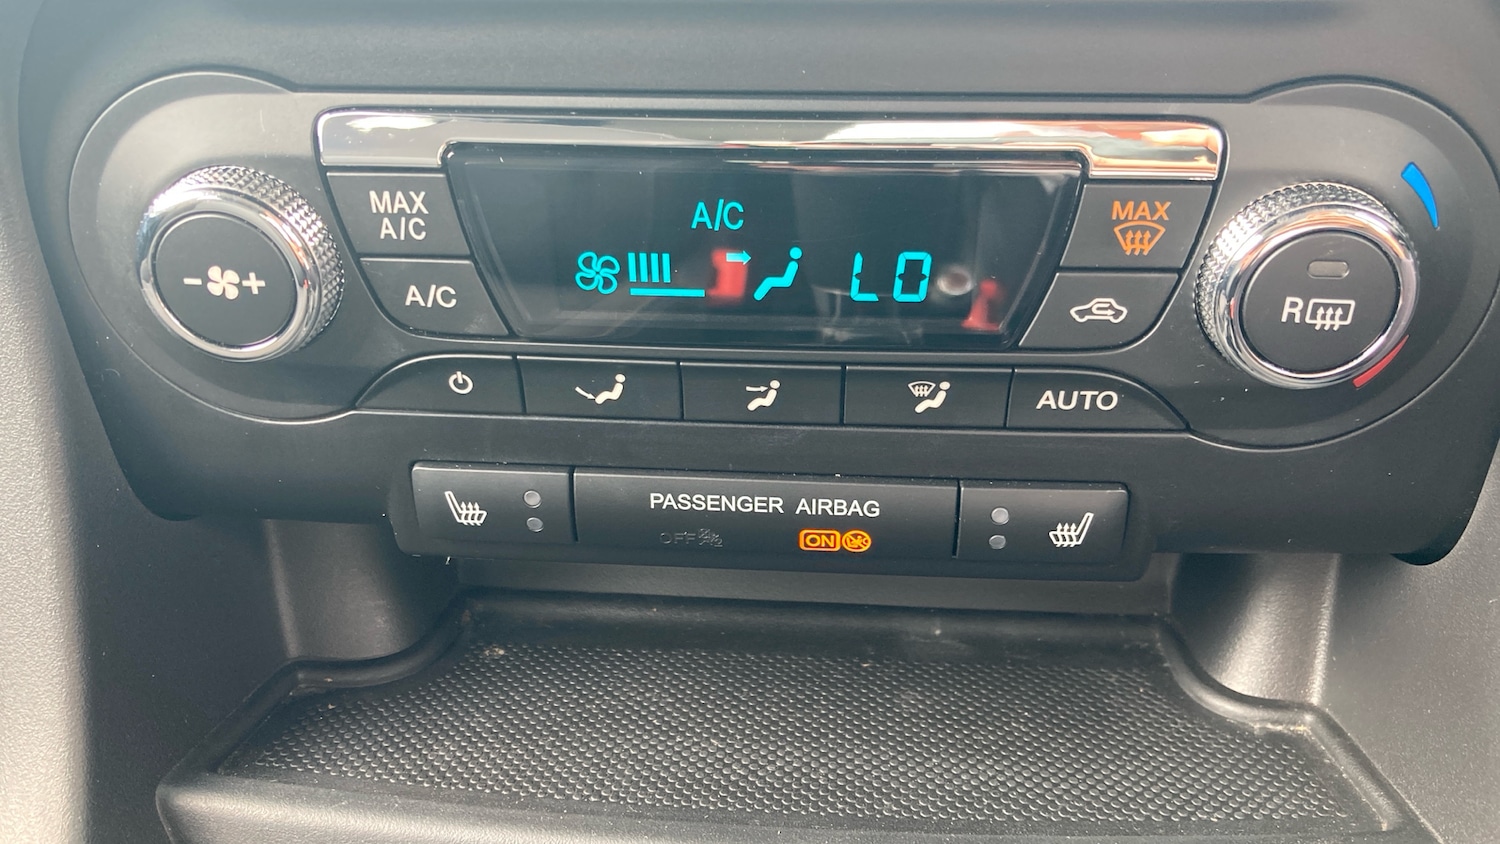 MAX
A/C
A/C
A/C
LO
MAX
R
AUTO
PASSENGER AIRBAG
OFF
ON